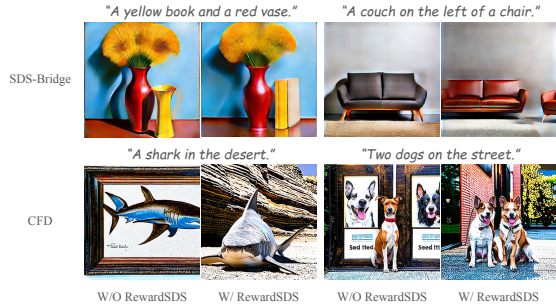 "A yellow book and a red vase."
"A couch on the left of a chair."
SDS-Bridge
"A shark in the desert."
"Two dogs on the street."
CFD
W/O RewardSDS
W/ RewardSDS
W/O RewardSDS
W/ RewardSDS